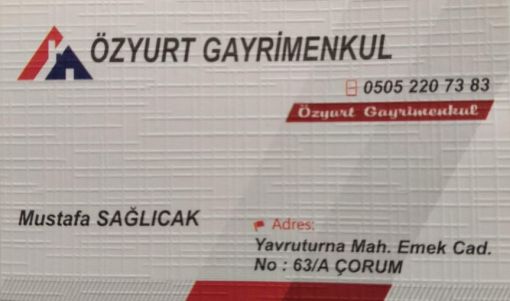 ÖZYURT GAYRİMENKUL
0505 220 73 83
Özyurt Gayrimenkul
Mustafa SAĞLICAK
Adres:
Yavruturna Mah. Emek Cad.
No : 63/A ÇORUM